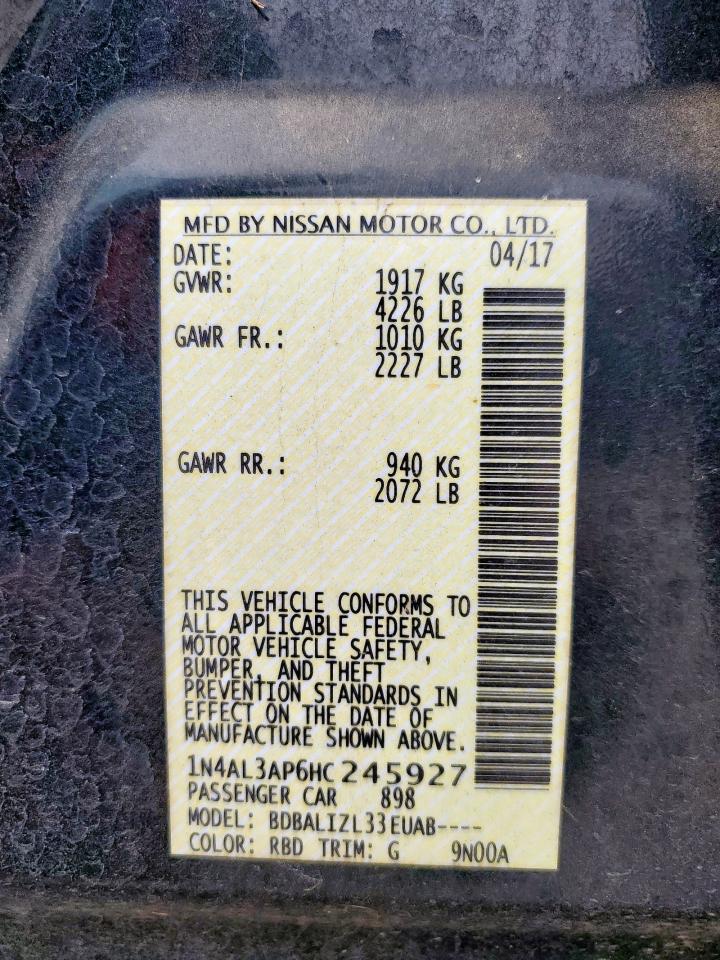 MFD BY NISSAN MOTOR CO., LTD.
DATE: 04/17
GVWR: 1917 KG
4226 LB
GAWR FR.: 1010 KG
2227 LB
GAWR RR.: 940 KG
2072 LB
THIS VEHICLE CONFORMS TO
ALL APPLICABLE FEDERAL
MOTOR VEHICLE SAFETY,
BUMPER, AND THEFT
PREVENTION STANDARDS IN
EFFECT ON THE DATE OF
MANUFACTURE SHOWN ABOVE.
1N4AL3AP6HC245927
PASSENGER CAR 898
MODEL: BDBALIZL33EUAB----
COLOR: RBD TRIM: G 9N00A